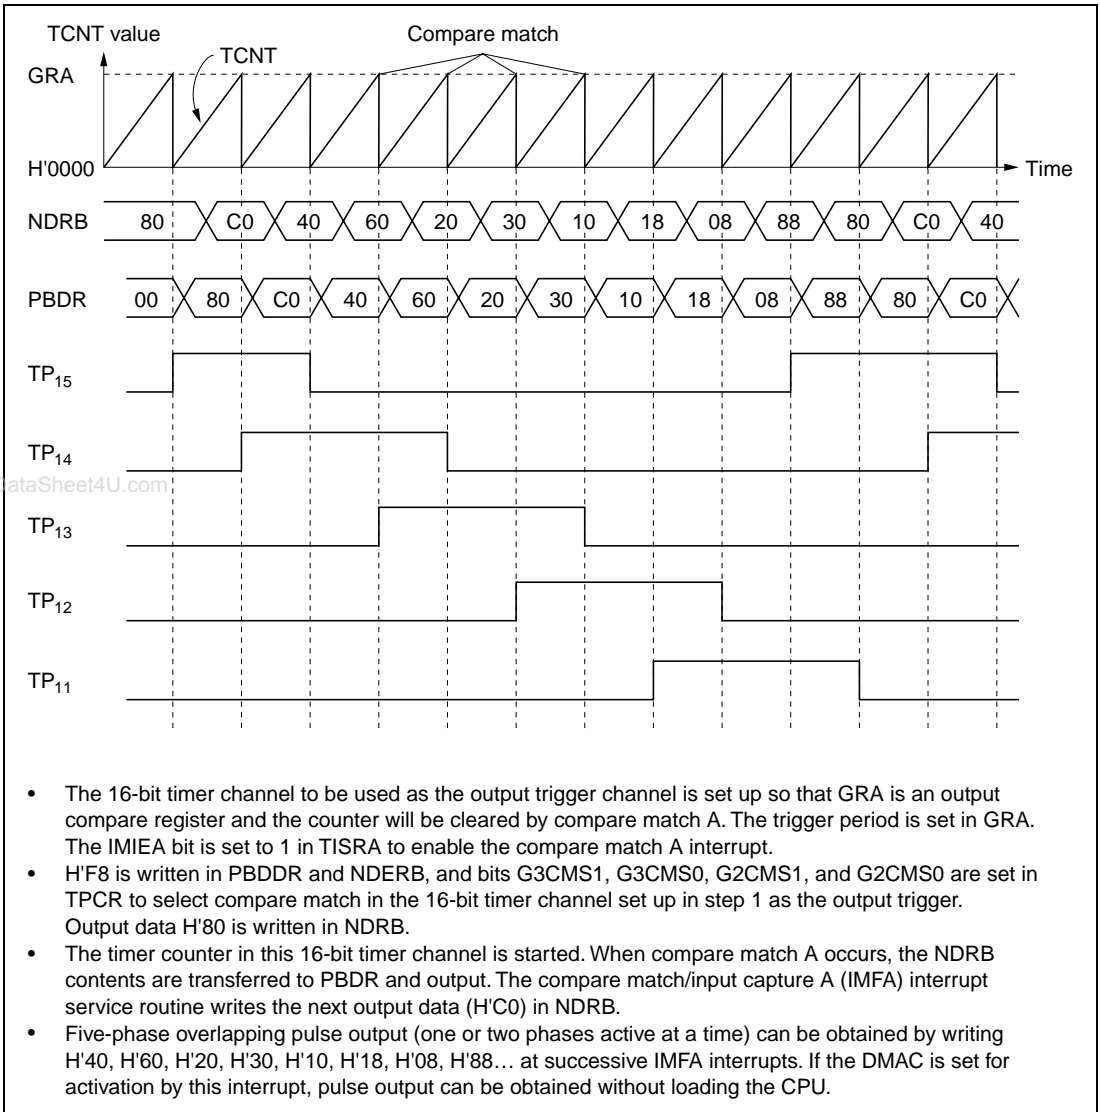 TCNT value
Compare match
TCNT
GRA
H'0000
Time
NDRB 80 C0 40 60 20 30 10 18 08 88 80 C0 40
PBDR 00 80 C0 40 60 20 30 10 18 08 88 80 C0
TP15
TP14
ataSheet4U.com
TP13
TP12
TP11
• The 16-bit timer channel to be used as the output trigger channel is set up so that GRA is an output
compare register and the counter will be cleared by compare match A. The trigger period is set in GRA.
The IMIEA bit is set to 1 in TISRA to enable the compare match A interrupt.
• H'F8 is written in PBDDR and NDERB, and bits G3CMS1, G3CMS0, G2CMS1, and G2CMS0 are set in
TPCR to select compare match in the 16-bit timer channel set up in step 1 as the output trigger.
Output data H'80 is written in NDRB.
• The timer counter in this 16-bit timer channel is started. When compare match A occurs, the NDRB
contents are transferred to PBDR and output. The compare match/input capture A (IMFA) interrupt
service routine writes the next output data (H'C0) in NDRB.
• Five-phase overlapping pulse output (one or two phases active at a time) can be obtained by writing
H'40, H'60, H'20, H'30, H'10, H'18, H'08, H'88… at successive IMFA interrupts. If the DMAC is set for
activation by this interrupt, pulse output can be obtained without loading the CPU.